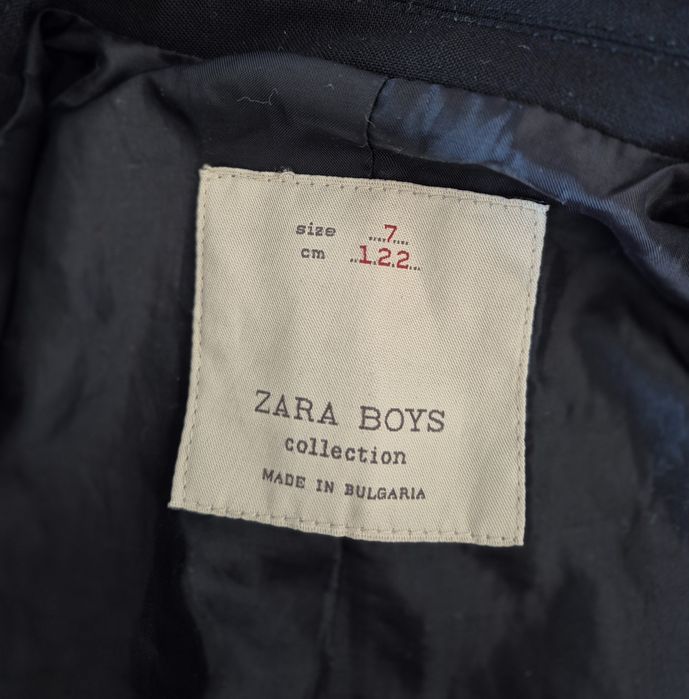 size ...7...
cm ..122...
ZARA BOYS
collection
MADE IN BULGARIA